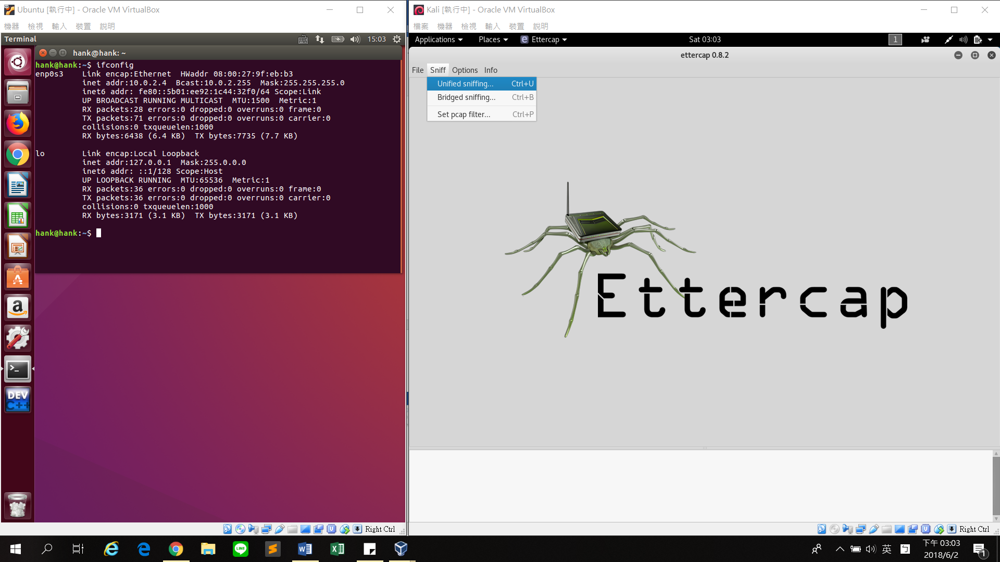 Ubuntu [執行中] - Oracle VM VirtualBox
機器 檢視 輸入 裝置 說明
Terminal
15:03
hank@hank: ~
hank@hank:~$ ifconfig
enp0s3 Link encap:Ethernet HWaddr 08:00:27:9f:eb:b3
inet addr:10.0.2.4 Bcast:10.0.2.255 Mask:255.255.255.0
inet6 addr: fe80::5b01:ee92:1c44:32f0/64 Scope:Link
UP BROADCAST RUNNING MULTICAST MTU:1500 Metric:1
RX packets:28 errors:0 dropped:0 overruns:0 frame:0
TX packets:71 errors:0 dropped:0 overruns:0 carrier:0
collisions:0 txqueuelen:1000
RX bytes:6438 (6.4 KB) TX bytes:7735 (7.7 KB)
lo Link encap:Local Loopback
inet addr:127.0.0.1 Mask:255.0.0.0
inet6 addr: ::1/128 Scope:Host
UP LOOPBACK RUNNING MTU:65536 Metric:1
RX packets:36 errors:0 dropped:0 overruns:0 frame:0
TX packets:36 errors:0 dropped:0 overruns:0 carrier:0
collisions:0 txqueuelen:1000
RX bytes:3171 (3.1 KB) TX bytes:3171 (3.1 KB)
hank@hank:~$
DEV
C++
Right Ctrl
Kali [執行中] - Oracle VM VirtualBox
檔案 機器 檢視 輸入 裝置 說明
Applications Places Ettercap Sat 03:03 1
ettercap 0.8.2
File Sniff Options Info
Unified sniffing... Ctrl+U
Bridged sniffing... Ctrl+B
Set pcap filter... Ctrl+P
Ettercap
Right Ctrl
LINE
英
下午 03:03
2018/6/2
1